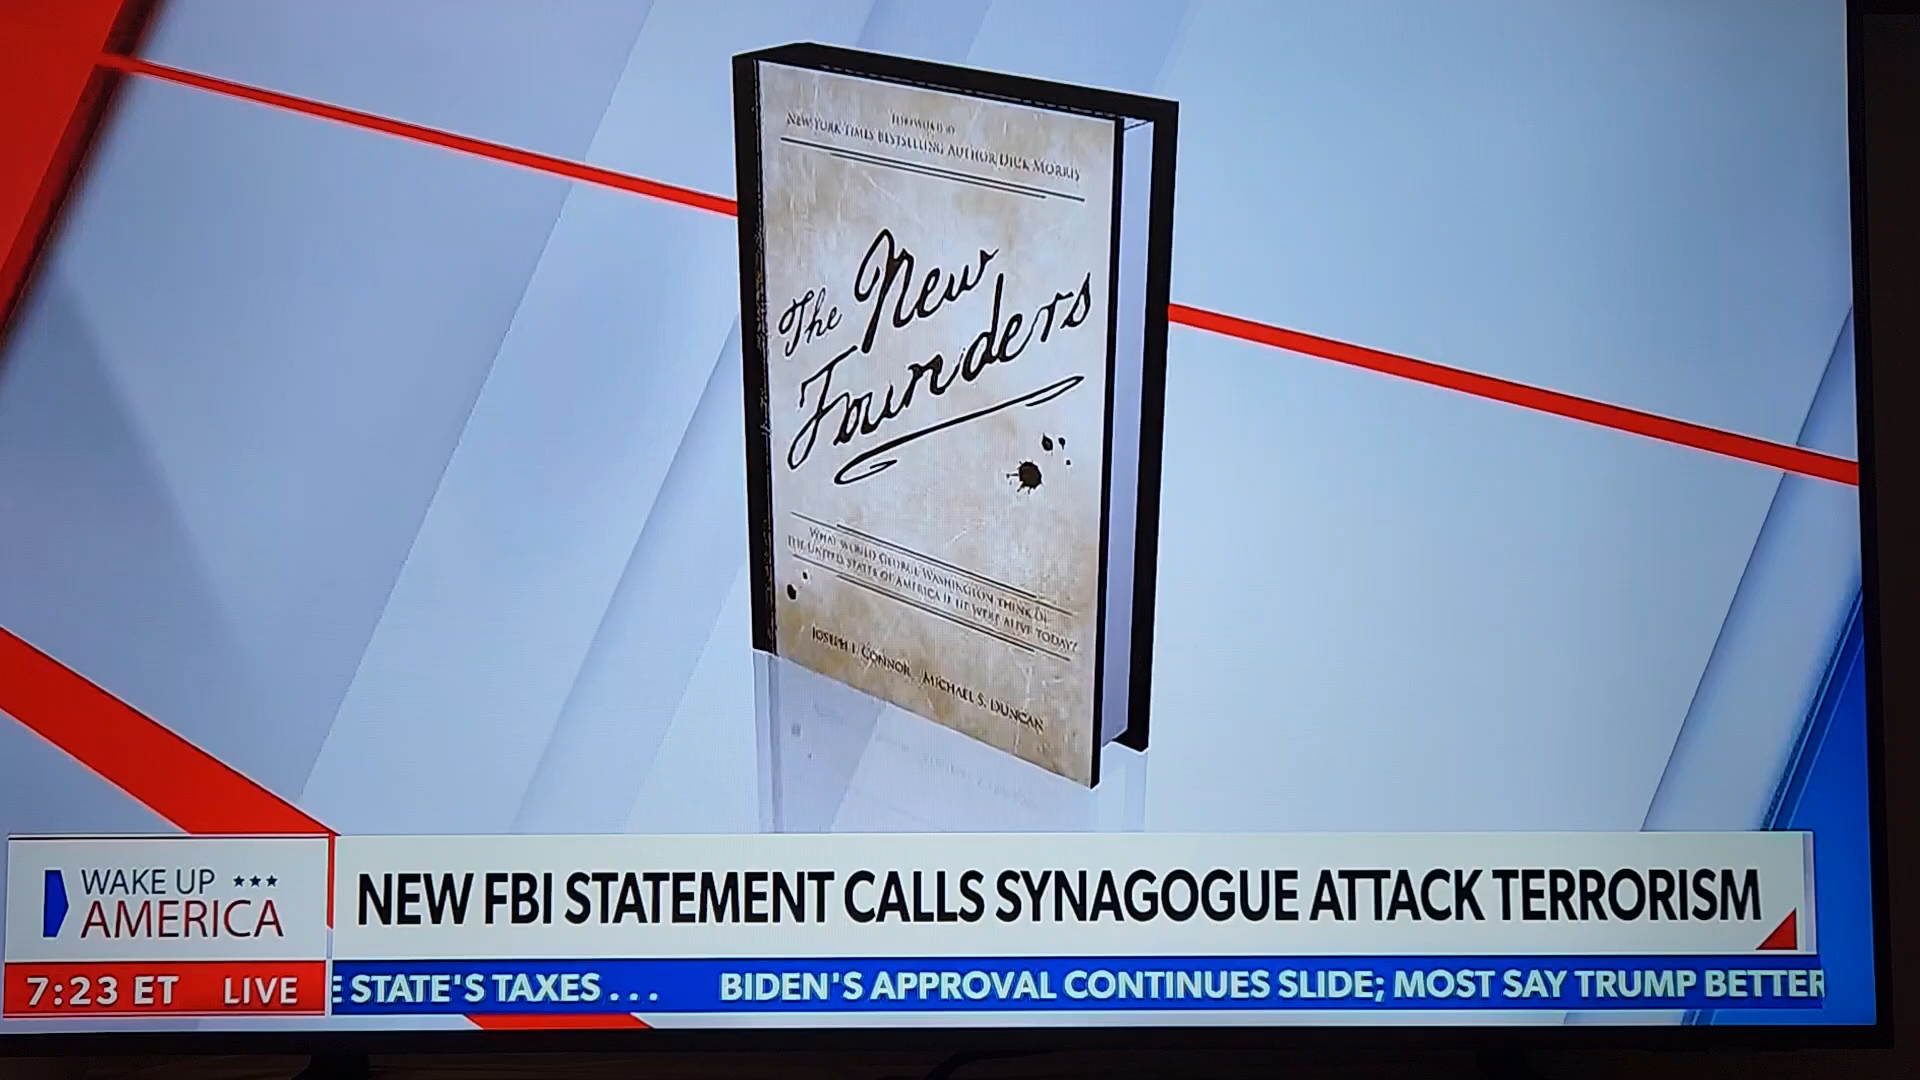 FOREWORD BY
NEW YORK TIMES BESTSELLING AUTHOR DICK MORRIS
The New
Founders
WHAT WOULD GEORGE WASHINGTON THINK OF
THE UNITED STATES OF AMERICA IF HE WERE ALIVE TODAY?
JOSEPH F. CONNOR MICHAEL S. DUNCAN
WAKE UP
AMERICA
NEW FBI STATEMENT CALLS SYNAGOGUE ATTACK TERRORISM
7:23 ET LIVE
E STATE'S TAXES... BIDEN'S APPROVAL CONTINUES SLIDE; MOST SAY TRUMP BETTER